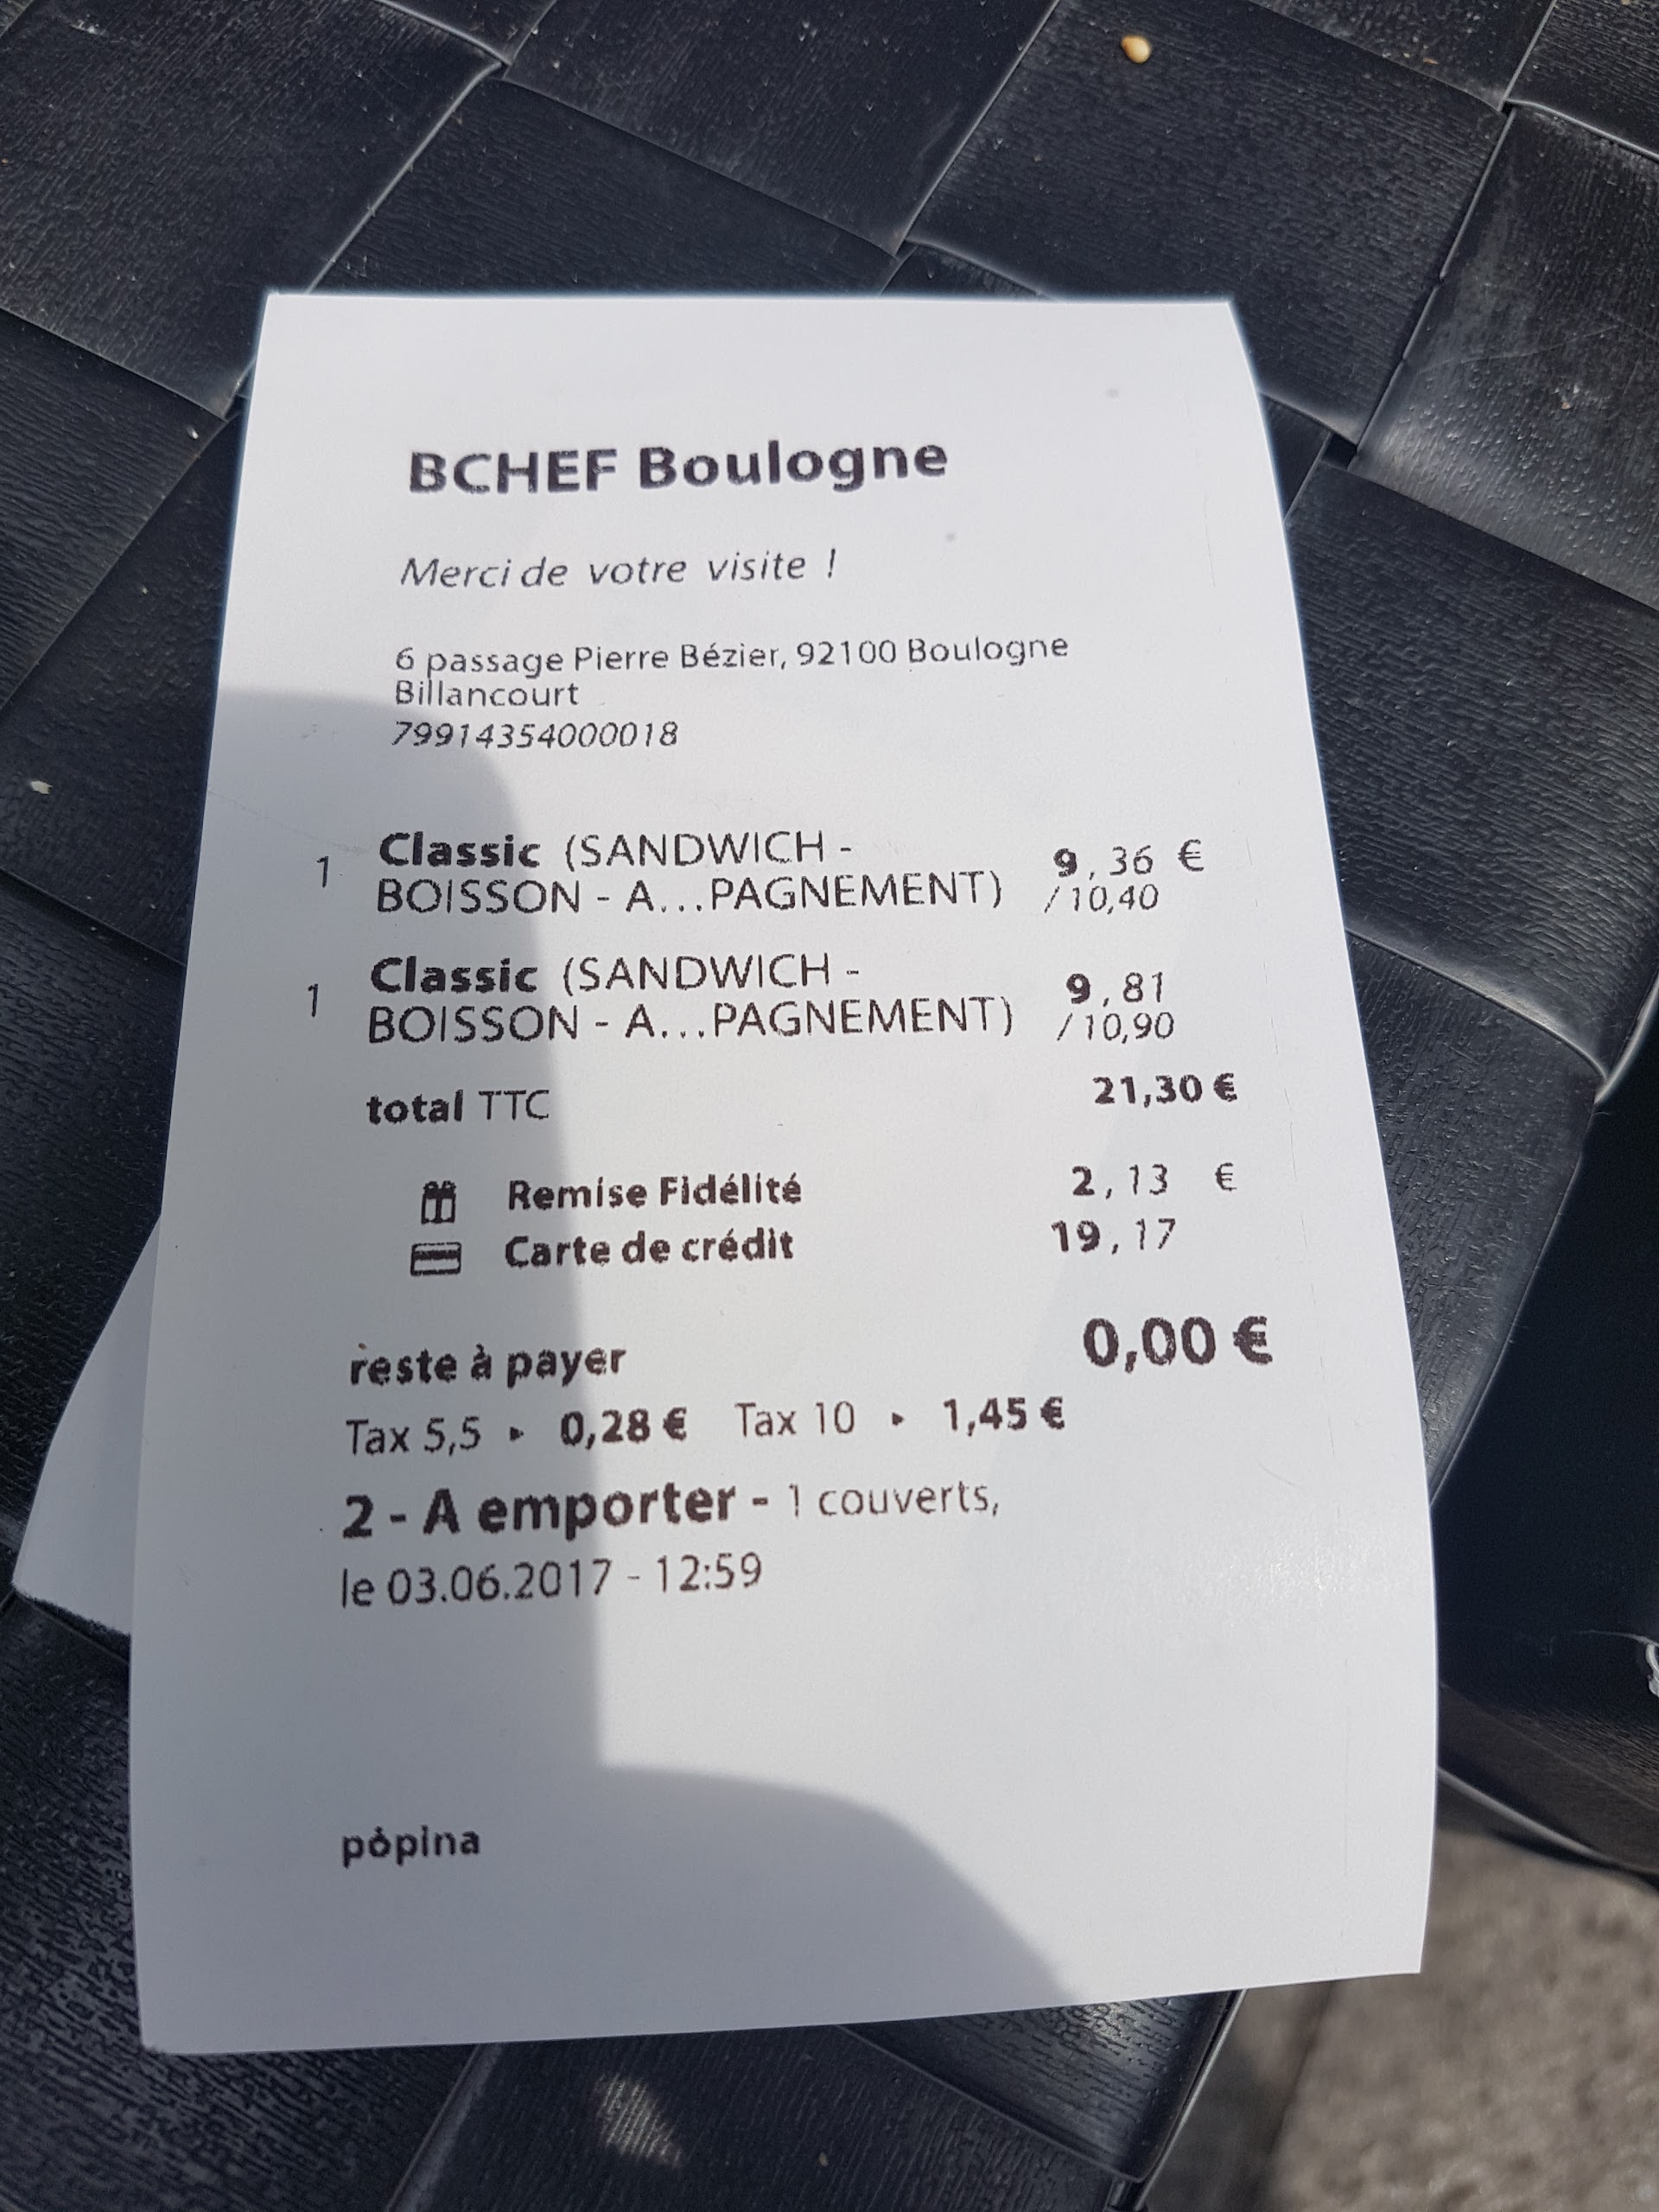 BCHEF Boulogne
Merci de votre visite !
6 passage Pierre Bézier, 92100 Boulogne
Billancourt
79914354000018
1 Classic (SANDWICH - 9,36 €
BOISSON - A...PAGNEMENT) /10,40
1 Classic (SANDWICH - 9,81
BOISSON - A...PAGNEMENT) /10,90
total TTC 21,30 €
Remise Fidélité 2,13 €
Carte de crédit 19,17
reste à payer 0,00 €
Tax 5,5 ▸ 0,28 € Tax 10 ▸ 1,45 €
2 - A emporter - 1 couverts,
le 03.06.2017 - 12:59
pòpina